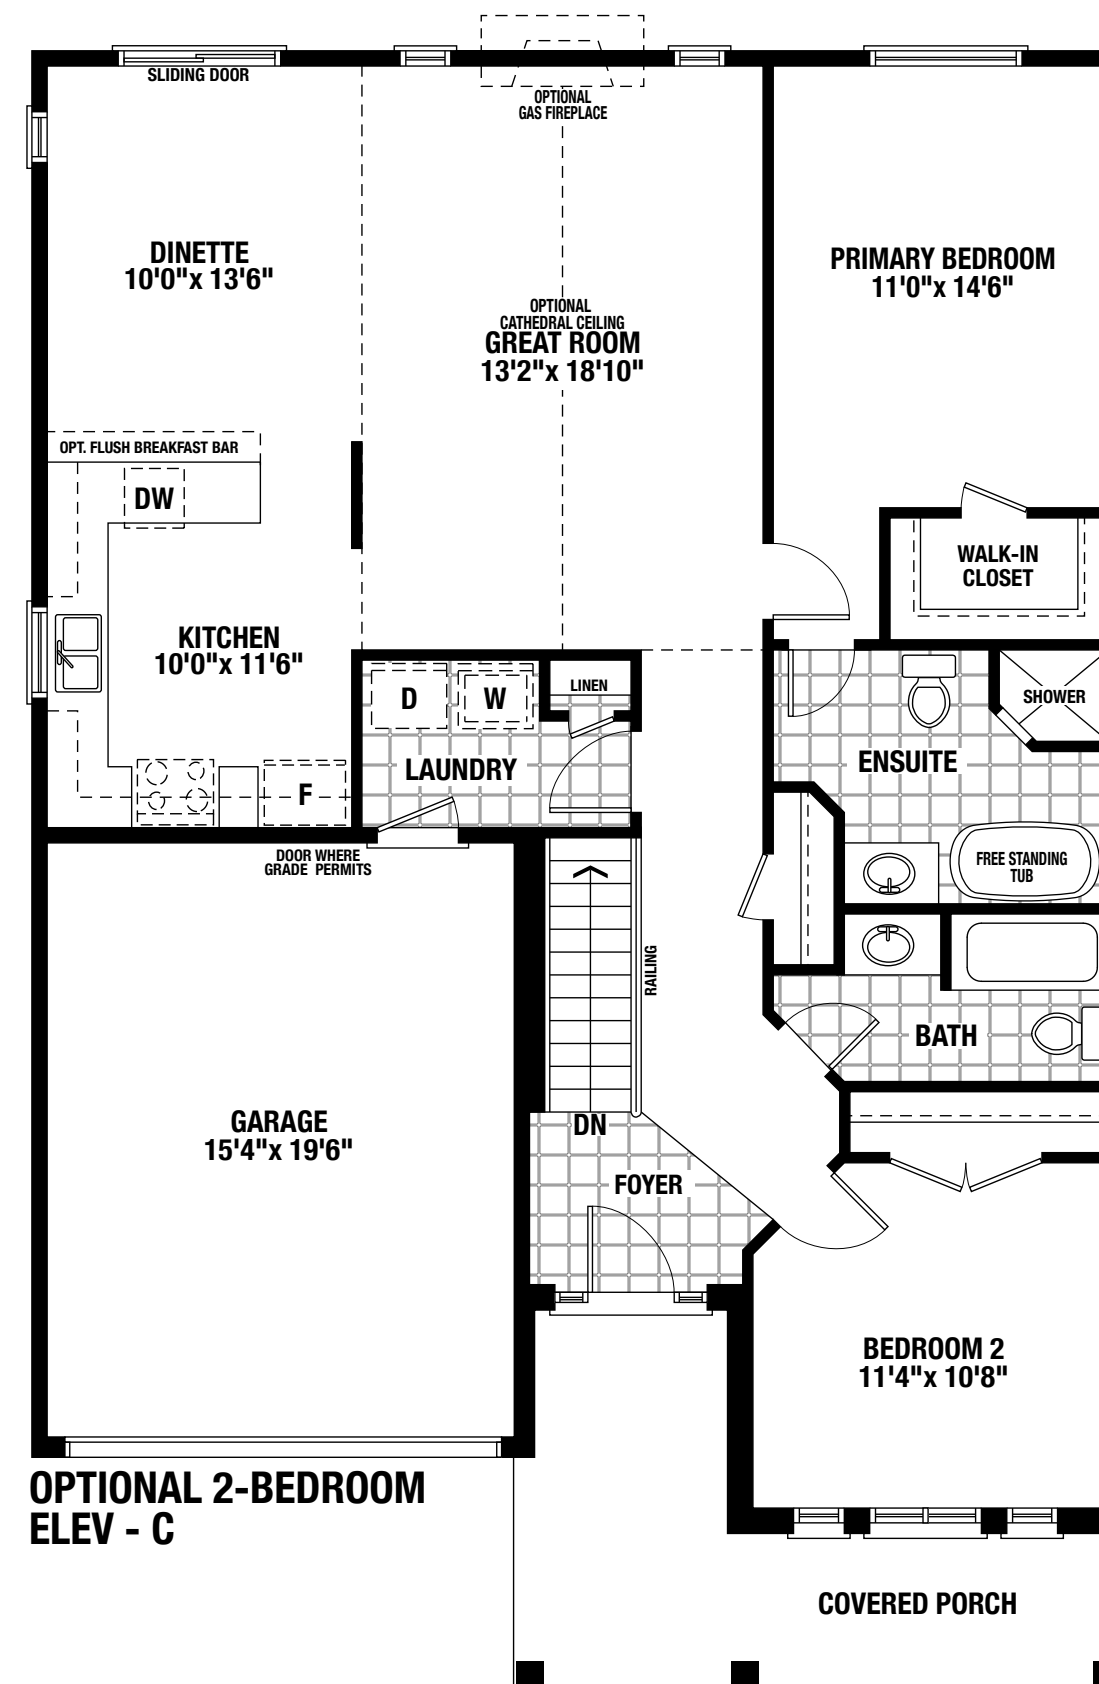 SLIDING DOOR
OPTIONAL
GAS FIREPLACE
DINETTE
10'0"x 13'6"
PRIMARY BEDROOM
11'0"x 14'6"
OPTIONAL
CATHEDRAL CEILING
GREAT ROOM
13'2"x 18'10"
OPT. FLUSH BREAKFAST BAR
DW
WALK-IN
CLOSET
KITCHEN
10'0"x 11'6"
D
W
LINEN
SHOWER
LAUNDRY
ENSUITE
F
DOOR WHERE
GRADE PERMITS
FREE STANDING
TUB
RAILING
BATH
GARAGE
15'4"x 19'6"
DN
FOYER
BEDROOM 2
11'4"x 10'8"
OPTIONAL 2-BEDROOM
ELEV - C
COVERED PORCH